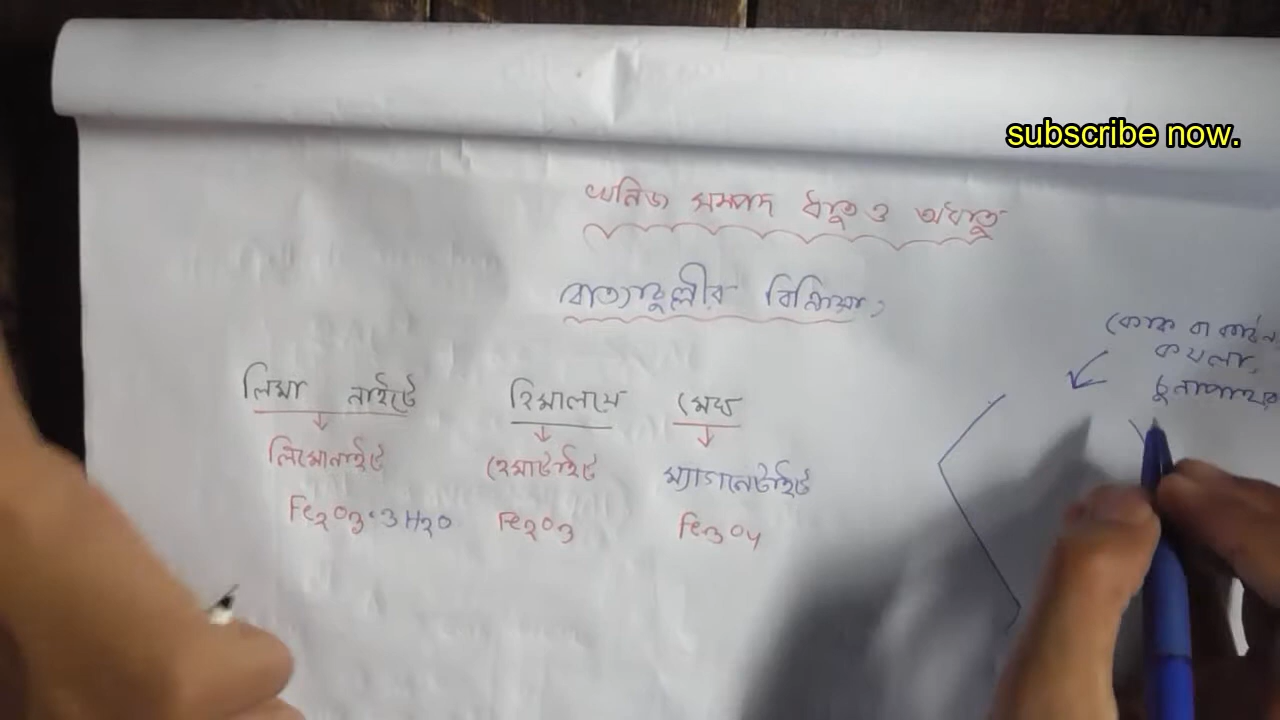 subscribe now.
খনিজ সম্পদ ধাতু ও অধাতু
বাত্যাচুল্লীর বিক্রিয়া,
লিমা নাইটে হিমালয়ে মেঘ
লিমোনাইট হেমাটাইট ম্যাগনেটাইট
Fe2O3·3H2O Fe2O3 Fe3O4
কোক বা কার্বন
কয়লা,
চুনাপাথর